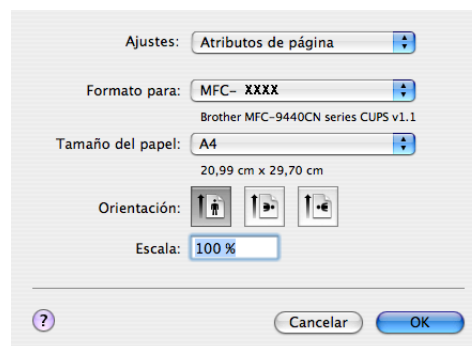 Ajustes: Atributos de página
Formato para: MFC- XXXX
Brother MFC-9440CN series CUPS v1.1
Tamaño del papel: A4
20,99 cm x 29,70 cm
Orientación:
Escala: 100 %
? Cancelar OK